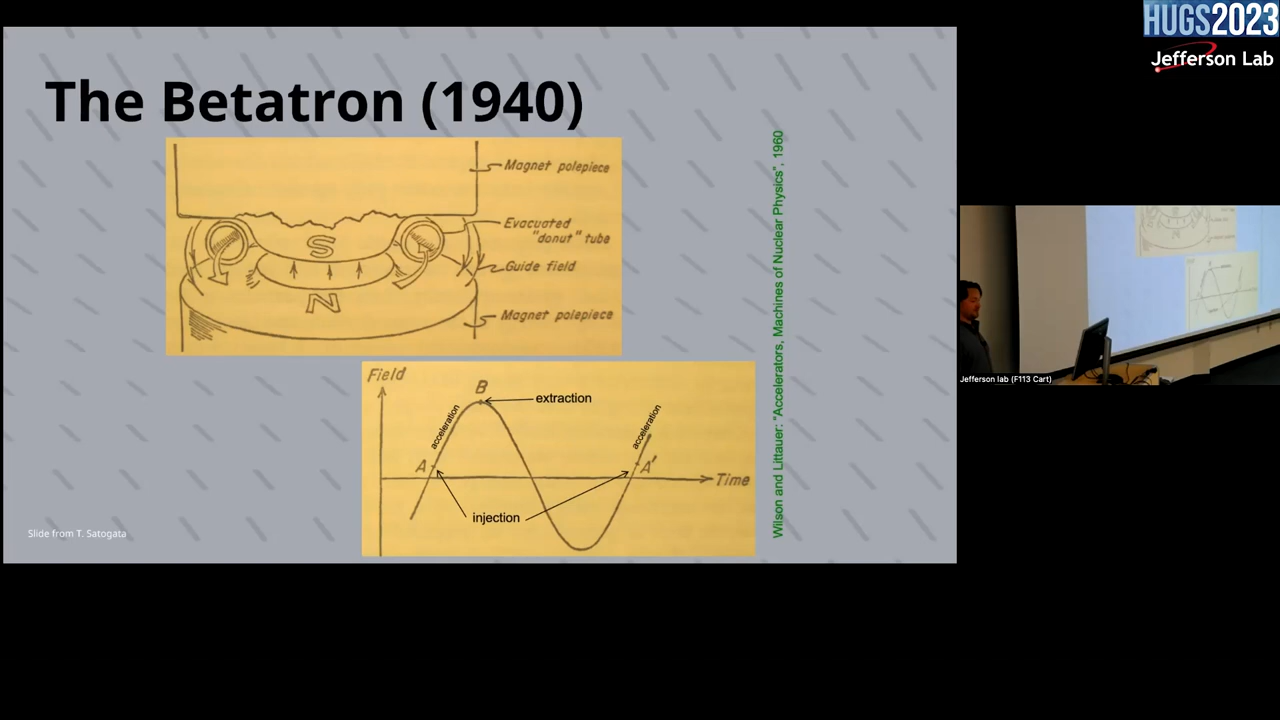 HUGS2023
Jefferson Lab
The Betatron (1940)
Magnet polepiece
Evacuated
"donut" tube
Guide field
Magnet polepiece
S
N
Wilson and Littauer: "Accelerators, Machines of Nuclear Physics", 1960
Field
B
extraction
acceleration
acceleration
A
A'
Time
injection
Slide from T. Satogata
Jefferson lab (F113 Cart)